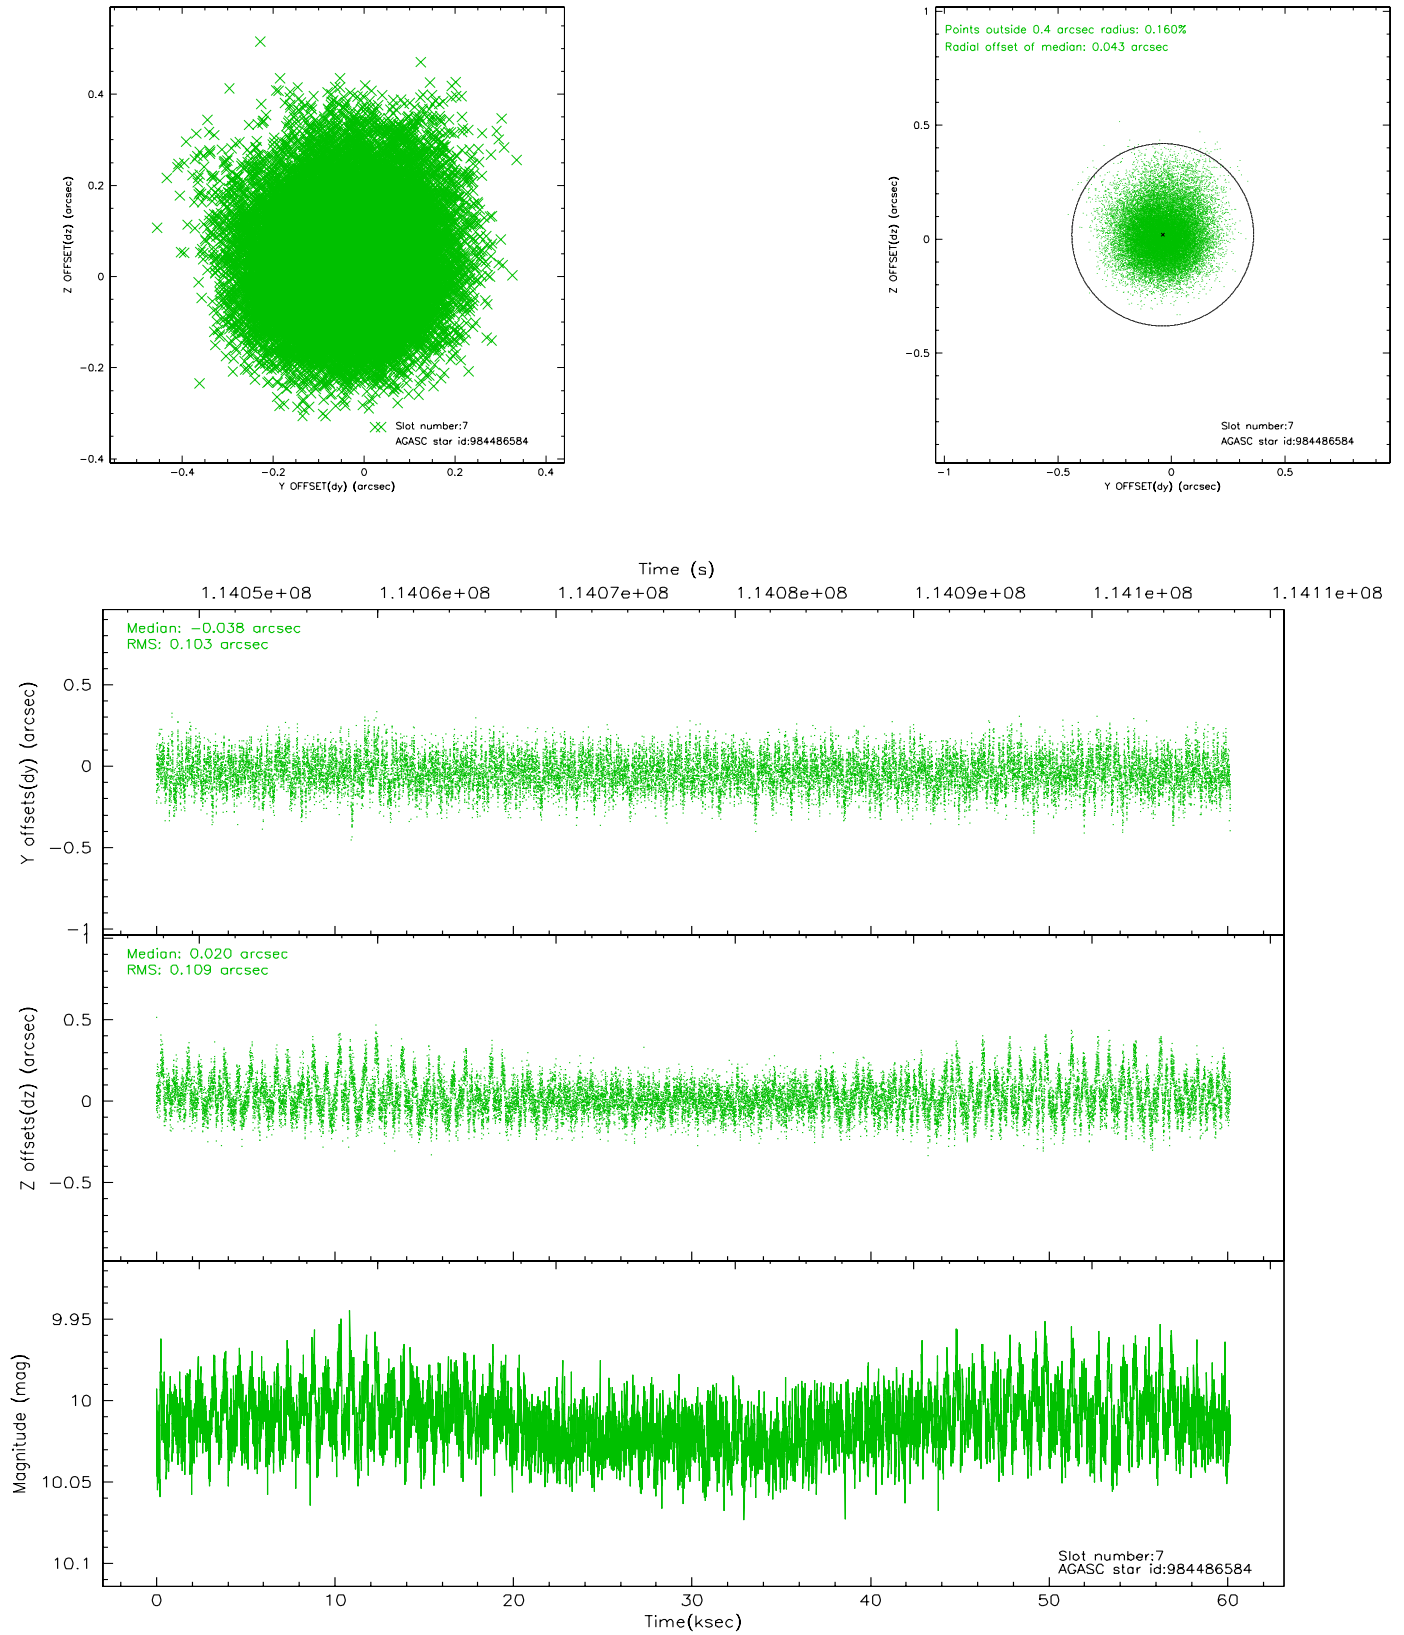 0.4
0.2
0
−0.2
−0.4
Z OFFSET(dz) (arcsec)
Slot number:7
AGASC star id:984486584
−0.4
−0.2
0
0.2
0.4
Y OFFSET(dy) (arcsec)
1
0.5
0
−0.5
Z OFFSET(dz) (arcsec)
Points outside 0.4 arcsec radius: 0.160%
Radial offset of median: 0.043 arcsec
Slot number:7
AGASC star id:984486584
−1
−0.5
0
0.5
Y OFFSET(dy) (arcsec)
Time (s)
1.1405e+08
1.1406e+08
1.1407e+08
1.1408e+08
1.1409e+08
1.141e+08
1.1411e+08
Median: −0.038 arcsec
RMS: 0.103 arcsec
0.5
0
−0.5
−1
Y offsets(dy) (arcsec)
Median: 0.020 arcsec
RMS: 0.109 arcsec
1
0.5
0
−0.5
Z offsets(dz) (arcsec)
9.95
10
10.05
10.1
Magnitude (mag)
Slot number:7
AGASC star id:984486584
0
10
20
30
40
50
60
Time(ksec)